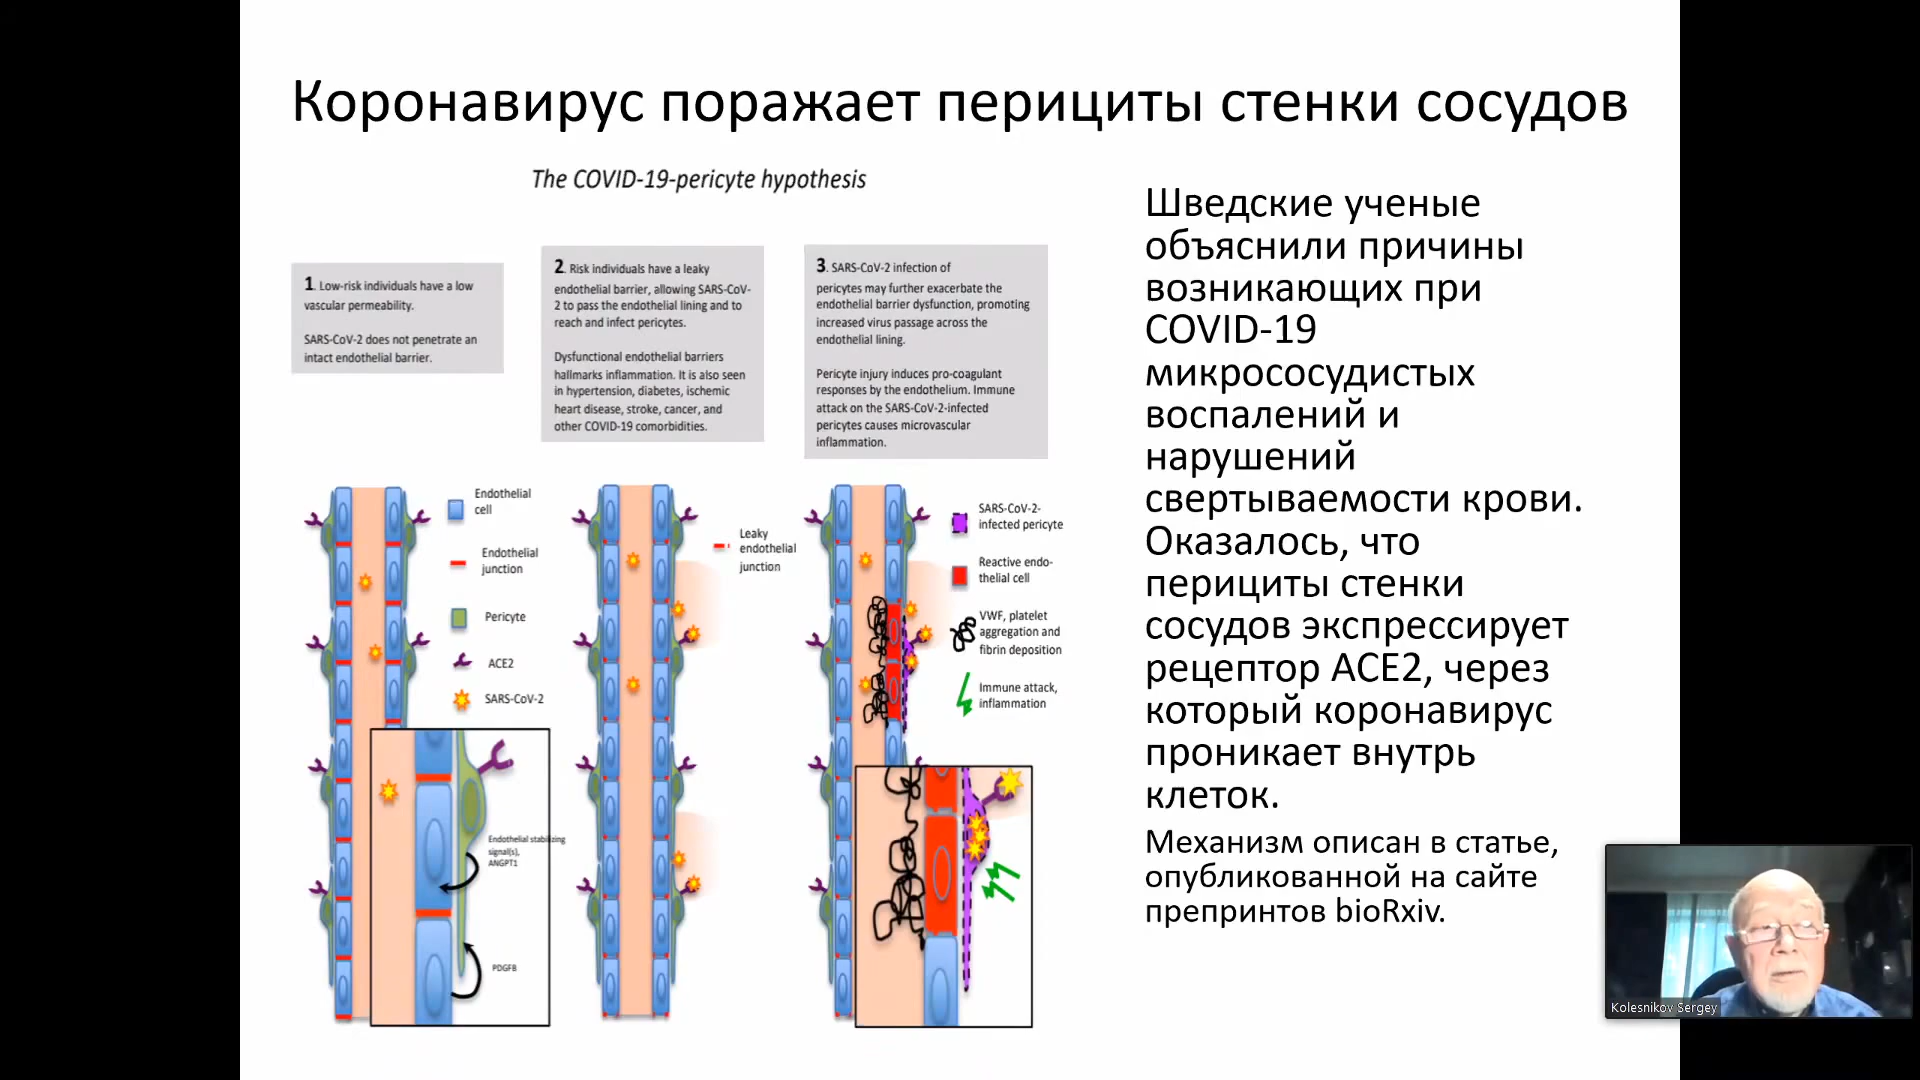 Коронавирус поражает перициты стенки сосудов
The COVID-19-pericyte hypothesis
1. Low-risk individuals have a low
vascular permeability.
SARS-CoV-2 does not penetrate an
intact endothelial barrier.
2. Risk individuals have a leaky
endothelial barrier, allowing SARS-CoV-
2 to pass the endothelial lining and to
reach and infect pericytes.
Dysfunctional endothelial barriers
hallmarks inflammation. It is also seen
in hypertension, diabetes, ischemic
heart disease, stroke, cancer, and
other COVID-19 comorbidities.
3. SARS-CoV-2 infection of
pericytes may further exacerbate the
endothelial barrier dysfunction, promoting
increased virus passage across the
endothelial lining.
Pericyte injury induces pro-coagulant
responses by the endothelium. Immune
attack on the SARS-CoV-2-infected
pericytes causes microvascular
inflammation.
Endothelial
cell
Endothelial
junction
Pericyte
ACE2
SARS-CoV-2
Endothelial stabilizing
signal(s),
ANGPT1
PDGFB
Leaky
endothelial
junction
SARS-CoV-2-
infected pericyte
Reactive endo-
thelial cell
VWF, platelet
aggregation and
fibrin deposition
Immune attack,
inflammation
Шведские ученые
объяснили причины
возникающих при
COVID-19
микрососудистых
воспалений и
нарушений
свертываемости крови.
Оказалось, что
перициты стенки
сосудов экспрессирует
рецептор ACE2, через
который коронавирус
проникает внутрь
клеток.
Механизм описан в статье,
опубликованной на сайте
препринтов bioRxiv.
Kolesnikov Sergey